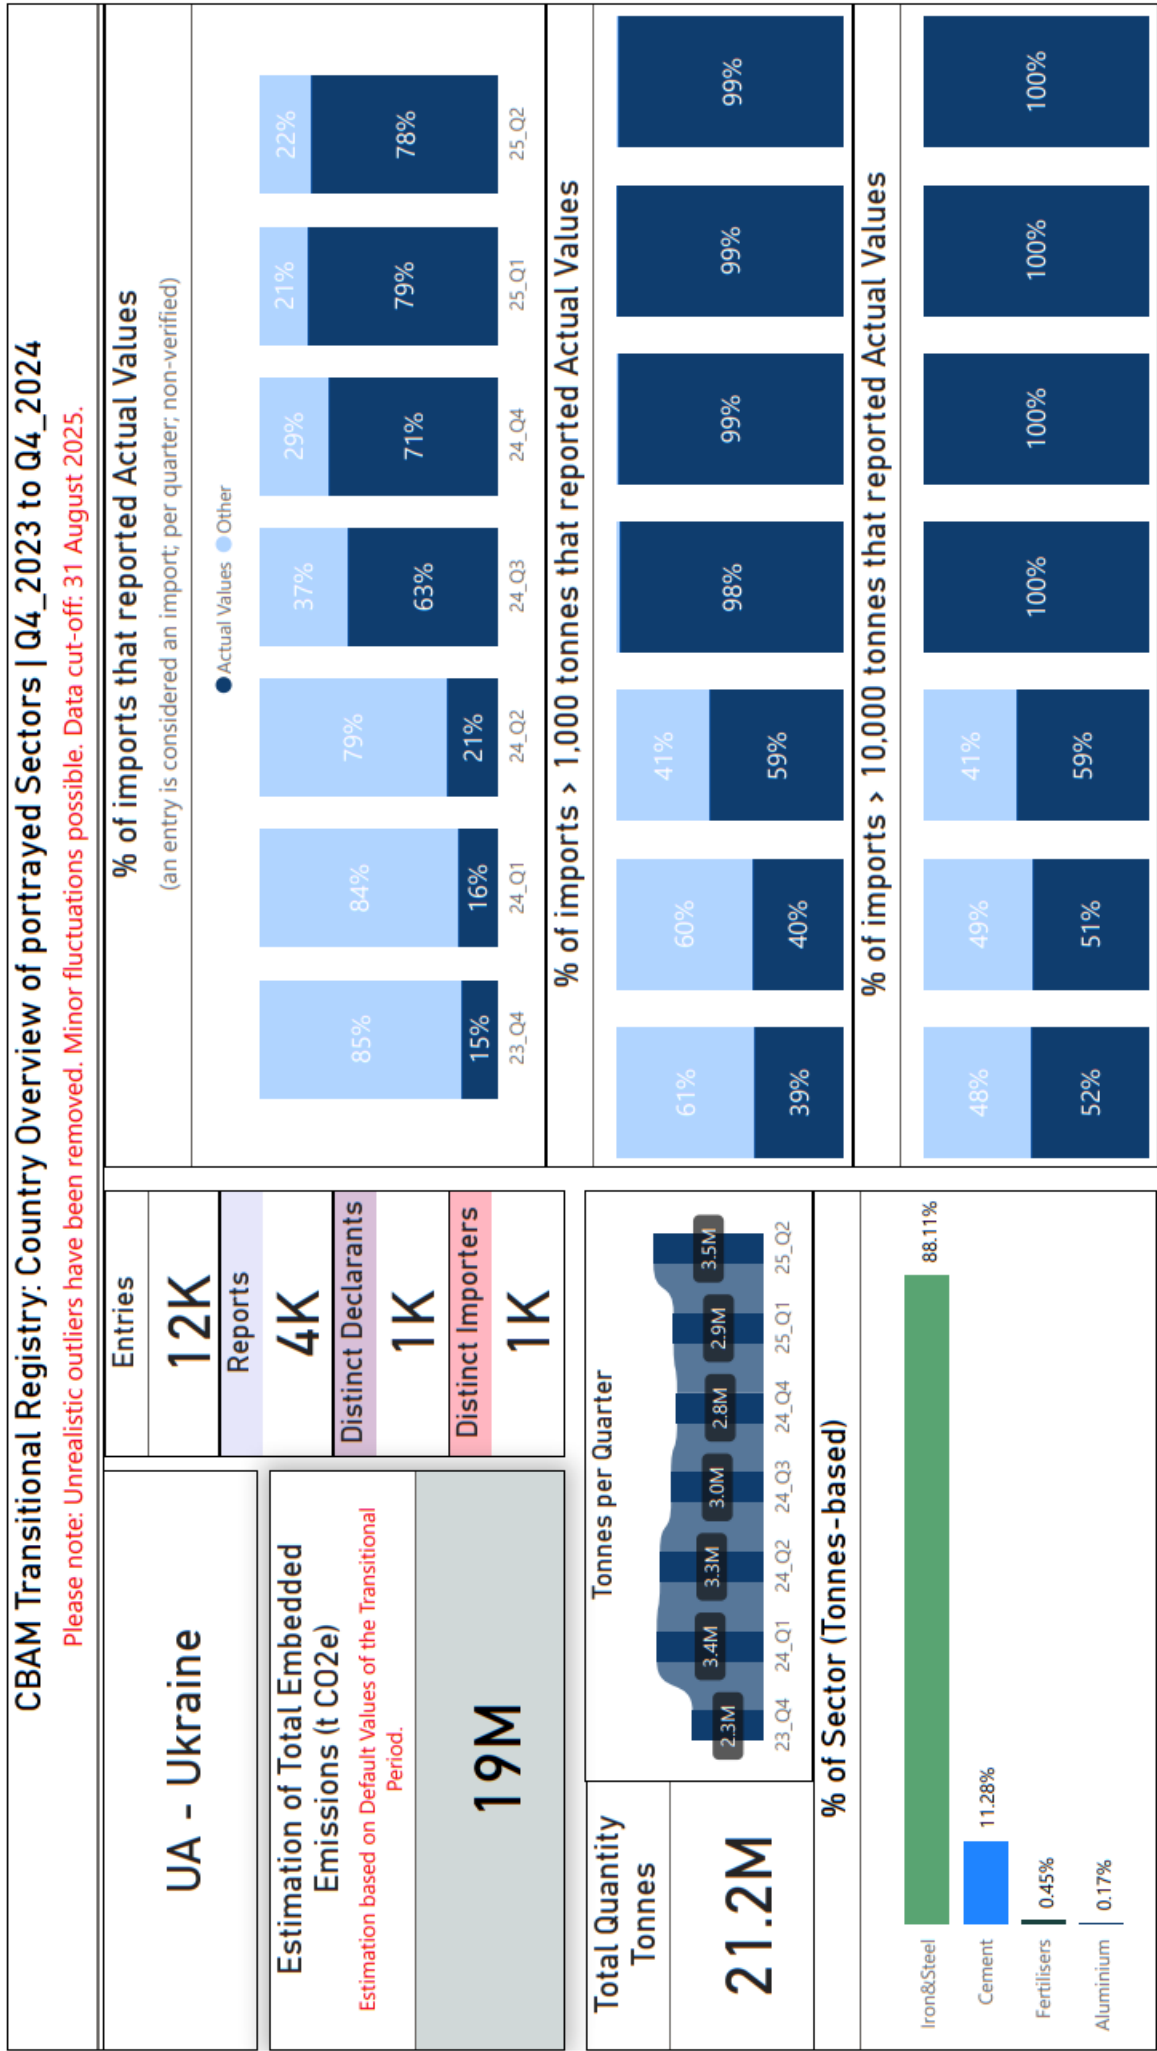 CBAM Transitional Registry: Country Overview of portrayed Sectors | Q4_2023 to Q4_2024
Please note: Unrealistic outliers have been removed. Minor fluctuations possible. Data cut-off: 31 August 2025.
UA - Ukraine
Estimation of Total Embedded
Emissions (t CO2e)
Estimation based on Default Values of the Transitional
Period.
19M
Entries
12K
Reports
4K
Distinct Declarants
1K
Distinct Importers
1K
Total Quantity
Tonnes
21.2M
Tonnes per Quarter
2.3M 3.4M 3.3M 3.0M 2.8M 2.9M 3.5M
23_Q4 24_Q1 24_Q2 24_Q3 24_Q4 25_Q1 25_Q2
% of Sector (Tonnes-based)
Iron&Steel 88.11%
Cement 11.28%
Fertilisers 0.45%
Aluminium 0.17%
% of imports that reported Actual Values
(an entry is considered an import; per quarter; non-verified)
Actual Values Other
85% 84% 79% 37% 29% 21% 22%
15% 16% 21% 63% 71% 79% 78%
23_Q4 24_Q1 24_Q2 24_Q3 24_Q4 25_Q1 25_Q2
% of imports > 1,000 tonnes that reported Actual Values
61% 60% 41%
39% 40% 59% 98% 99% 99% 99%
% of imports > 10,000 tonnes that reported Actual Values
48% 49% 41%
52% 51% 59% 100% 100% 100% 100%